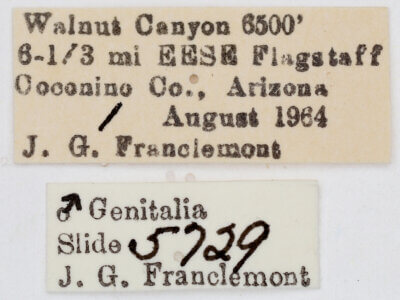 Walnut Canyon 6500'
6-1/3 mi EESE Flagstaff
Coconino Co., Arizona
/ August 1964
J. G. Franclemont
♂ Genitalia
Slide 5729
J. G. Franclemont